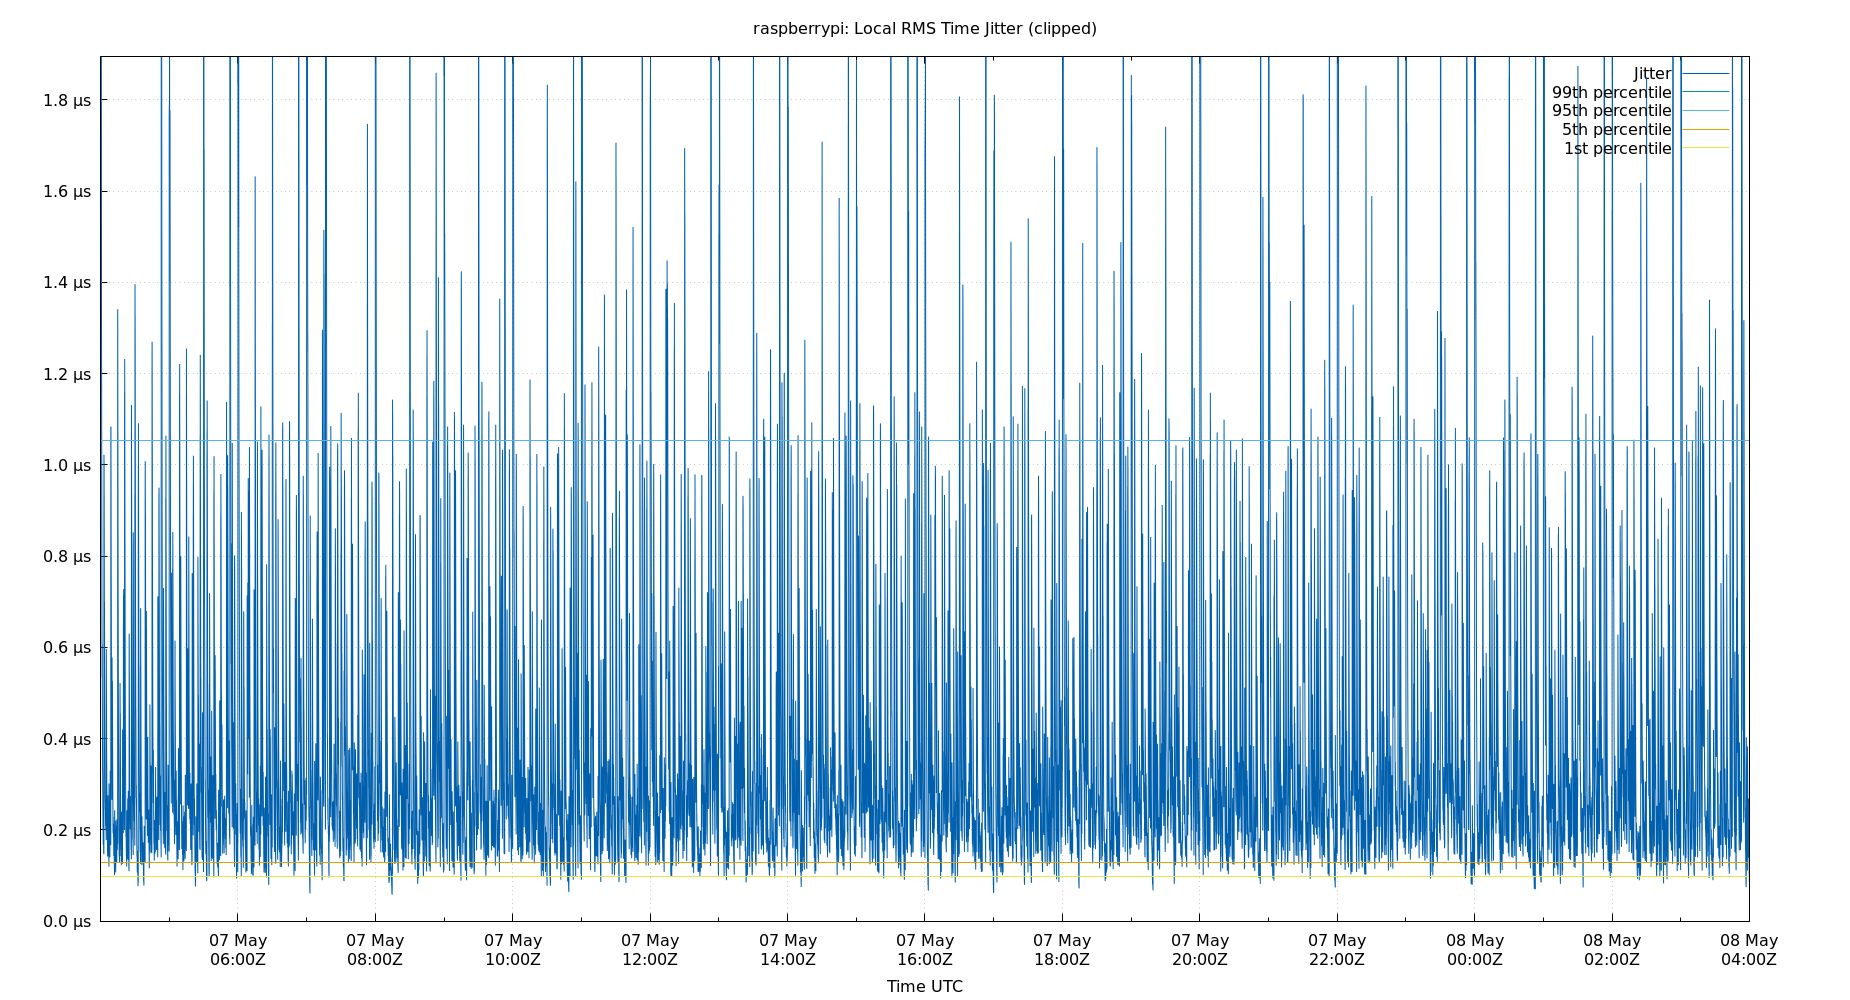 raspberrypi: Local RMS Time Jitter (clipped)
Jitter
99th percentile
95th percentile
5th percentile
1st percentile
1.8 µs
1.6 µs
1.4 µs
1.2 µs
1.0 µs
0.8 µs
0.6 µs
0.4 µs
0.2 µs
0.0 µs
07 May 07 May 07 May 07 May 07 May 07 May 07 May 07 May 07 May 08 May 08 May 08 May
06:00Z 08:00Z 10:00Z 12:00Z 14:00Z 16:00Z 18:00Z 20:00Z 22:00Z 00:00Z 02:00Z 04:00Z
Time UTC